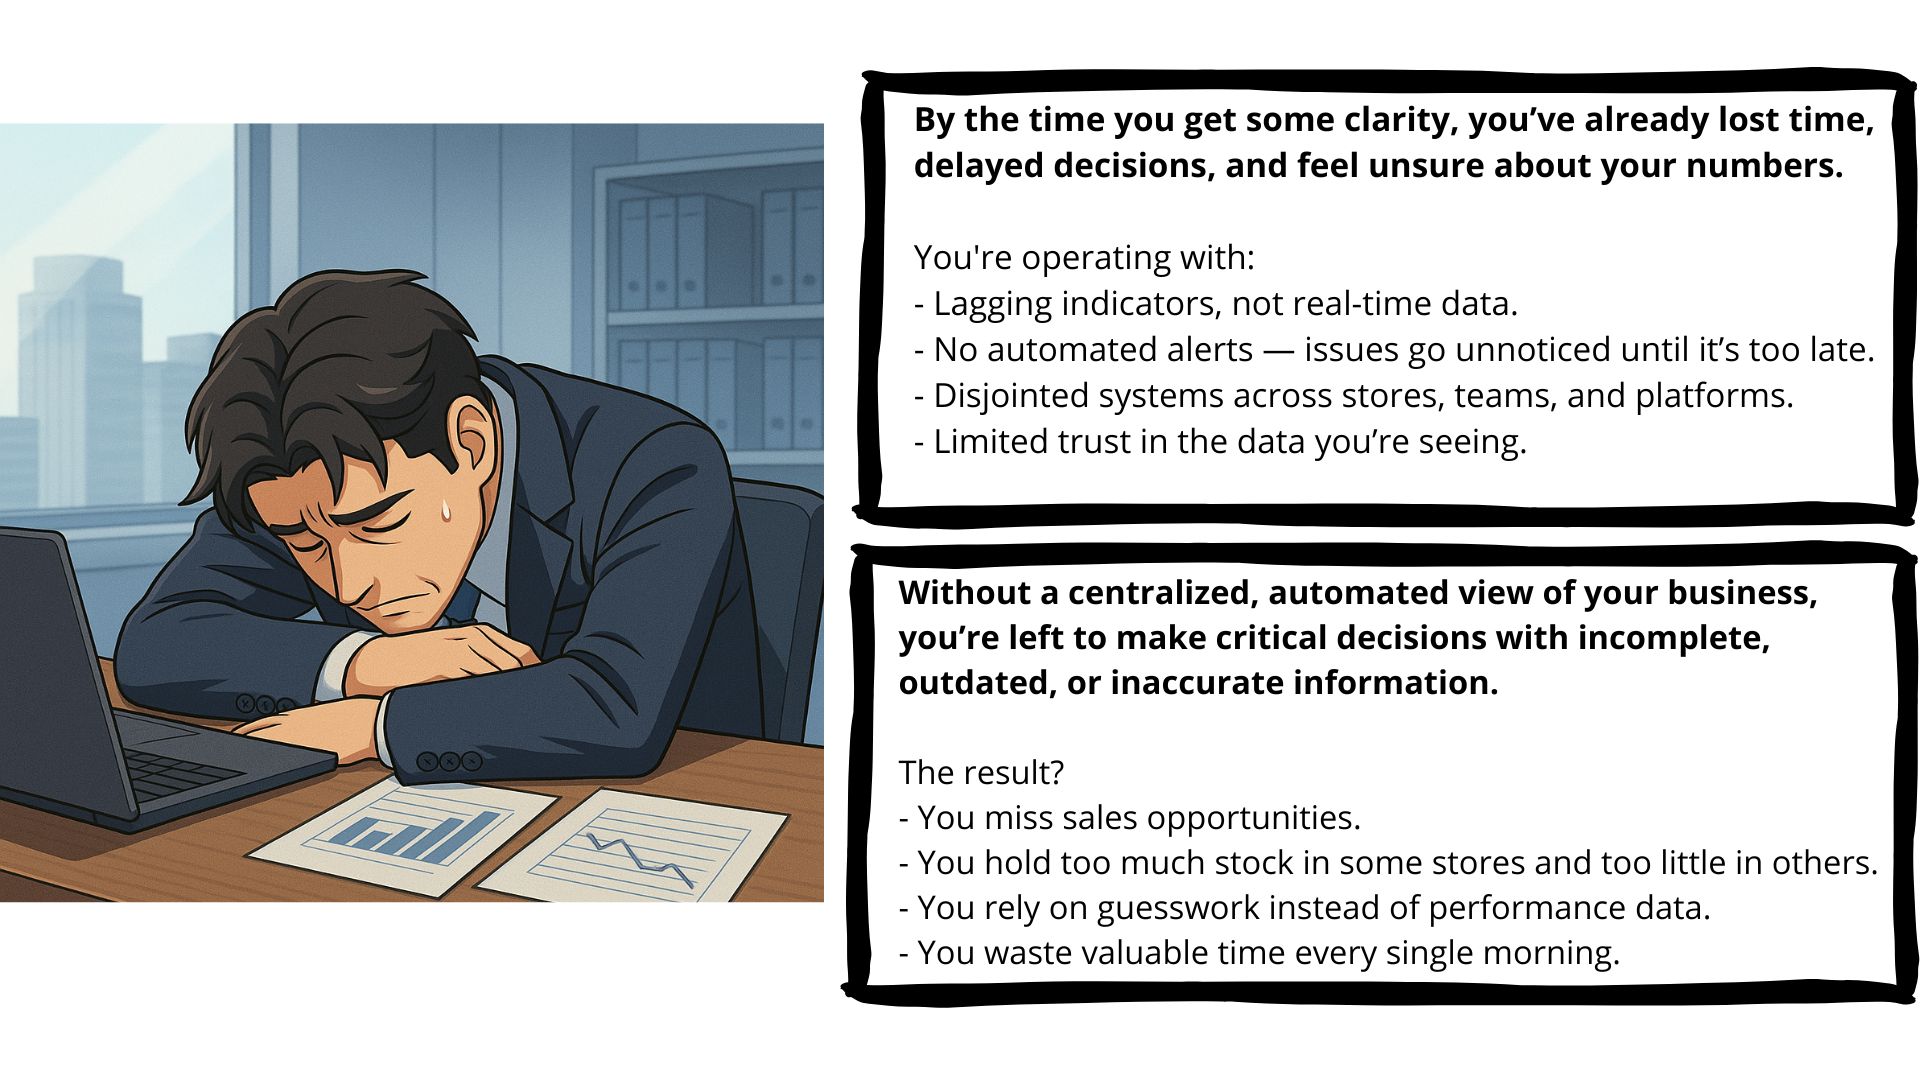 By the time you get some clarity, you’ve already lost time,
delayed decisions, and feel unsure about your numbers.
You're operating with:
- Lagging indicators, not real-time data.
- No automated alerts — issues go unnoticed until it’s too late.
- Disjointed systems across stores, teams, and platforms.
- Limited trust in the data you’re seeing.
Without a centralized, automated view of your business,
you’re left to make critical decisions with incomplete,
outdated, or inaccurate information.
The result?
- You miss sales opportunities.
- You hold too much stock in some stores and too little in others.
- You rely on guesswork instead of performance data.
- You waste valuable time every single morning.